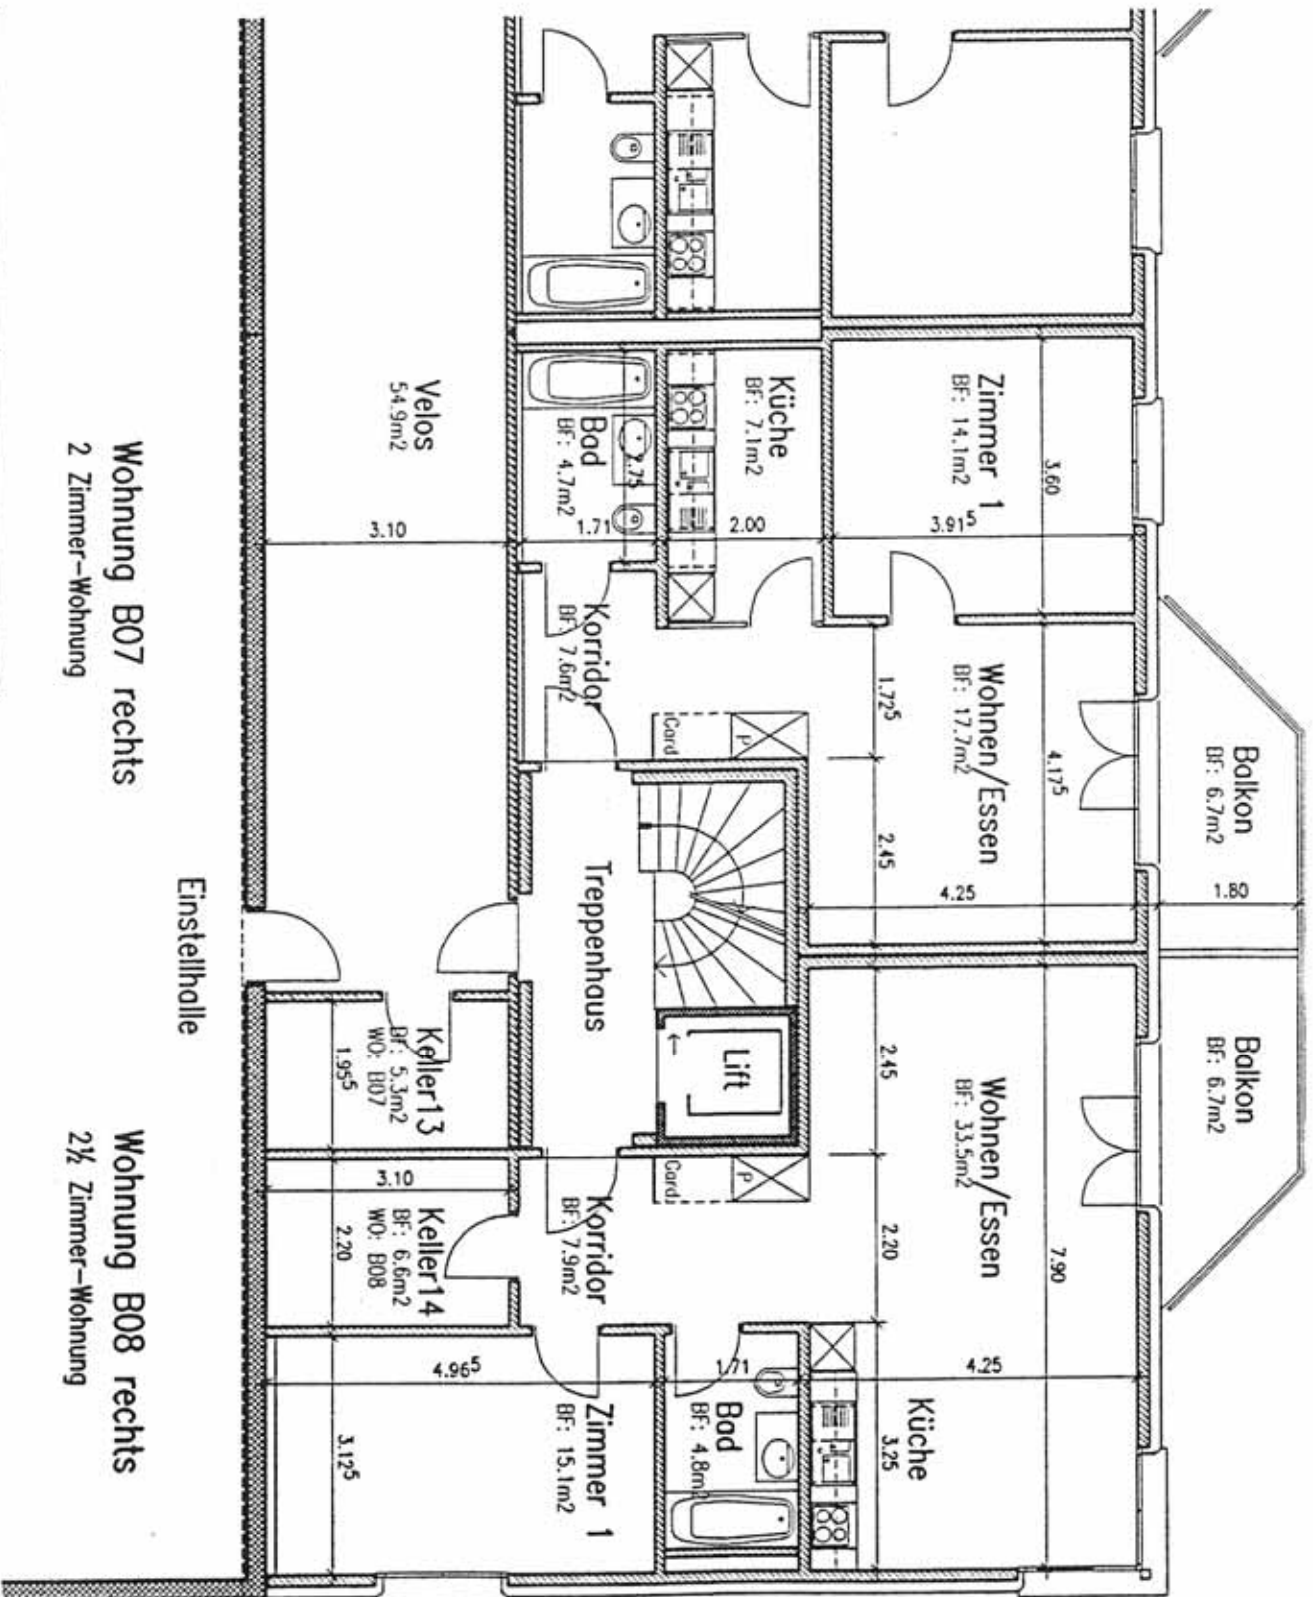 Balkon
BF: 6.7m2
1.80
Balkon
BF: 6.7m2
Zimmer 1
BF: 14.1m2
3.60
3.91⁵
Wohnen/Essen
BF: 17.7m2
4.17⁵
4.25
1.72⁵
2.45
Wohnen/Essen
BF: 33.5m2
7.90
4.25
2.45
2.20
3.25
Küche
Küche
BF: 7.1m2
2.00
P
Gard.
Lift
P
Gard.
Bad
BF: 4.7m2
2.75
1.71
Korridor
BF: 7.6m2
Treppenhaus
Korridor
BF: 7.9m2
Bad
BF: 4.8m2
1.71
Zimmer 1
BF: 15.1m2
4.96⁵
3.12⁵
Velos
54.9m2
3.10
Keller13
BF: 5.3m2
WO: B07
1.95⁵
Keller14
BF: 6.6m2
WO: B08
3.10
2.20
Einstellhalle
Wohnung B07 rechts
2 Zimmer-Wohnung
Wohnung B08 rechts
2½ Zimmer-Wohnung